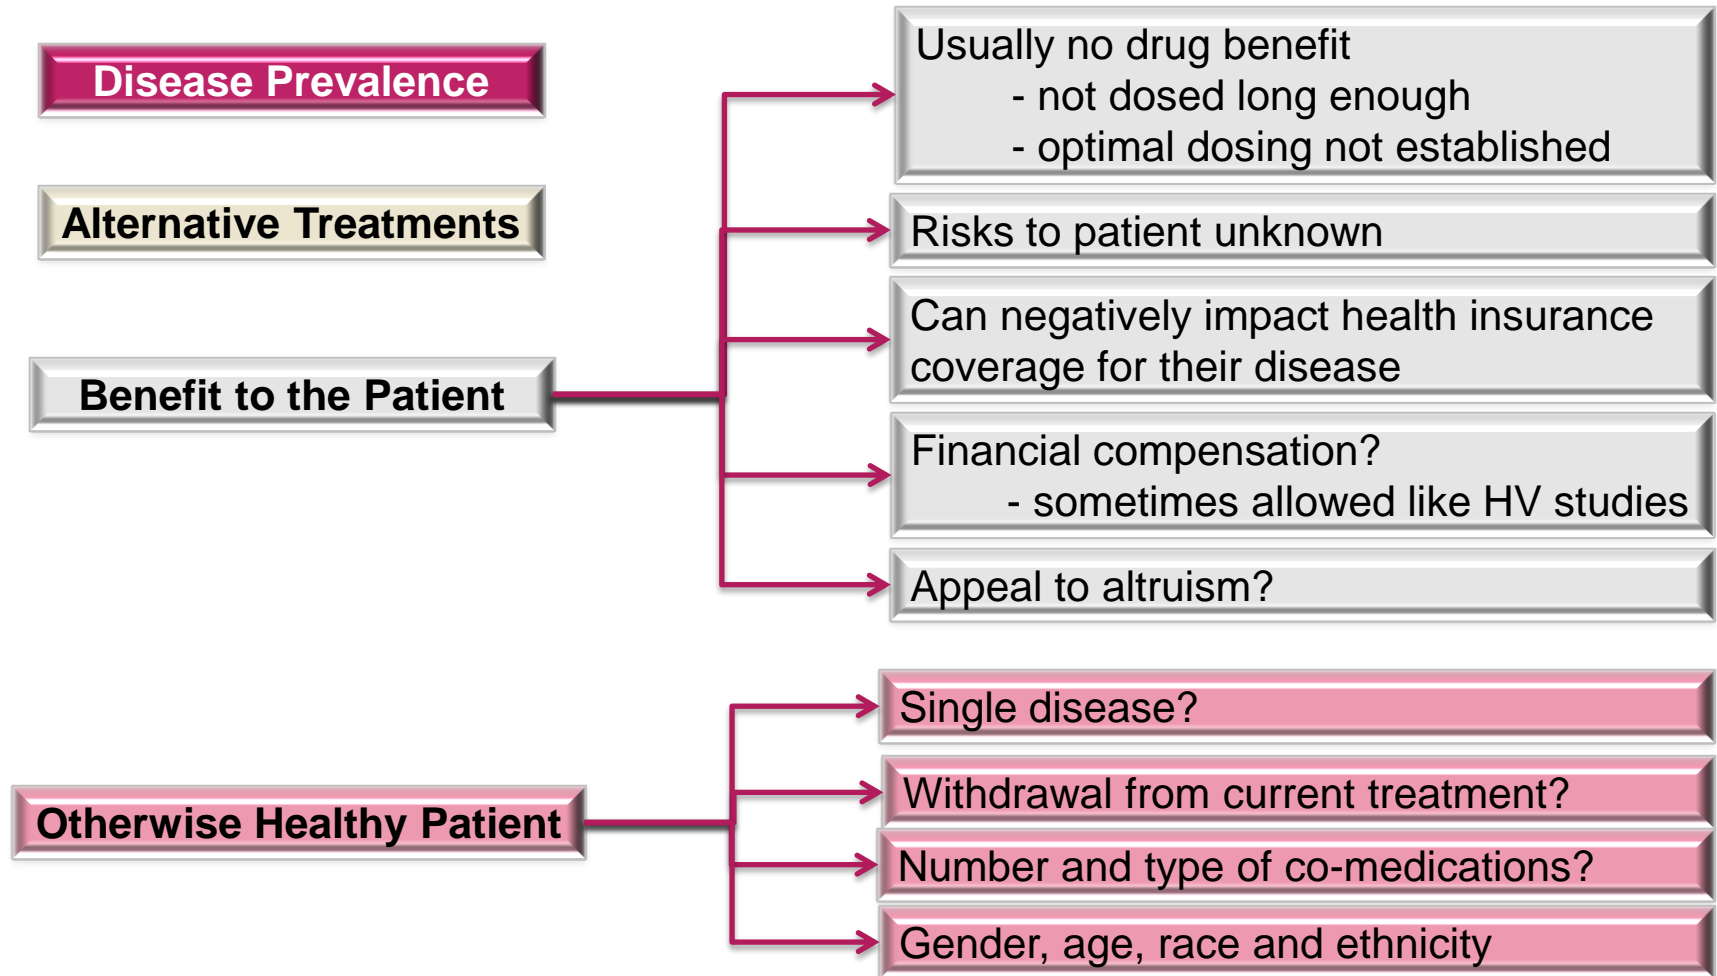 Disease Prevalence
Alternative Treatments
Benefit to the Patient
Usually no drug benefit
- not dosed long enough
- optimal dosing not established
Risks to patient unknown
Can negatively impact health insurance
coverage for their disease
Financial compensation?
- sometimes allowed like HV studies
Appeal to altruism?
Otherwise Healthy Patient
Single disease?
Withdrawal from current treatment?
Number and type of co-medications?
Gender, age, race and ethnicity